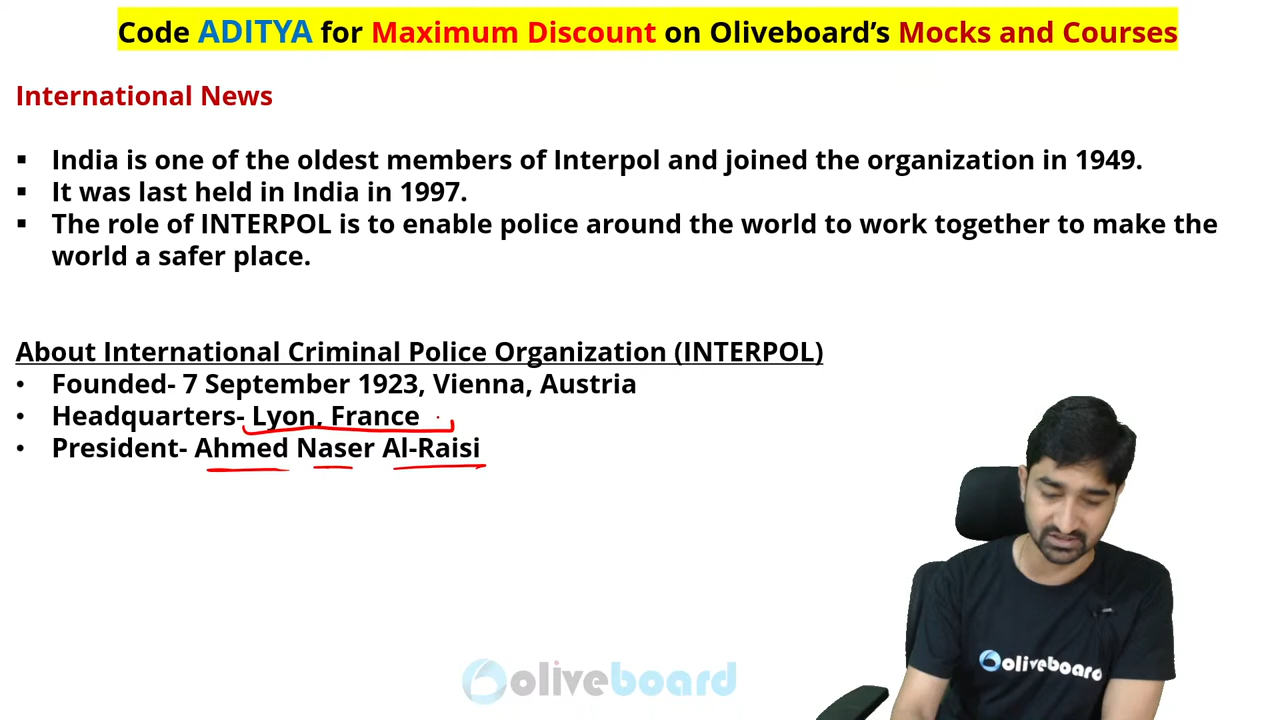 Code ADITYA for Maximum Discount on Oliveboard’s Mocks and Courses
International News
▪ India is one of the oldest members of Interpol and joined the organization in 1949.
▪ It was last held in India in 1997.
▪ The role of INTERPOL is to enable police around the world to work together to make the
world a safer place.
About International Criminal Police Organization (INTERPOL)
• Founded- 7 September 1923, Vienna, Austria
• Headquarters- Lyon, France
• President- Ahmed Naser Al-Raisi
oliveboard
oliveboard